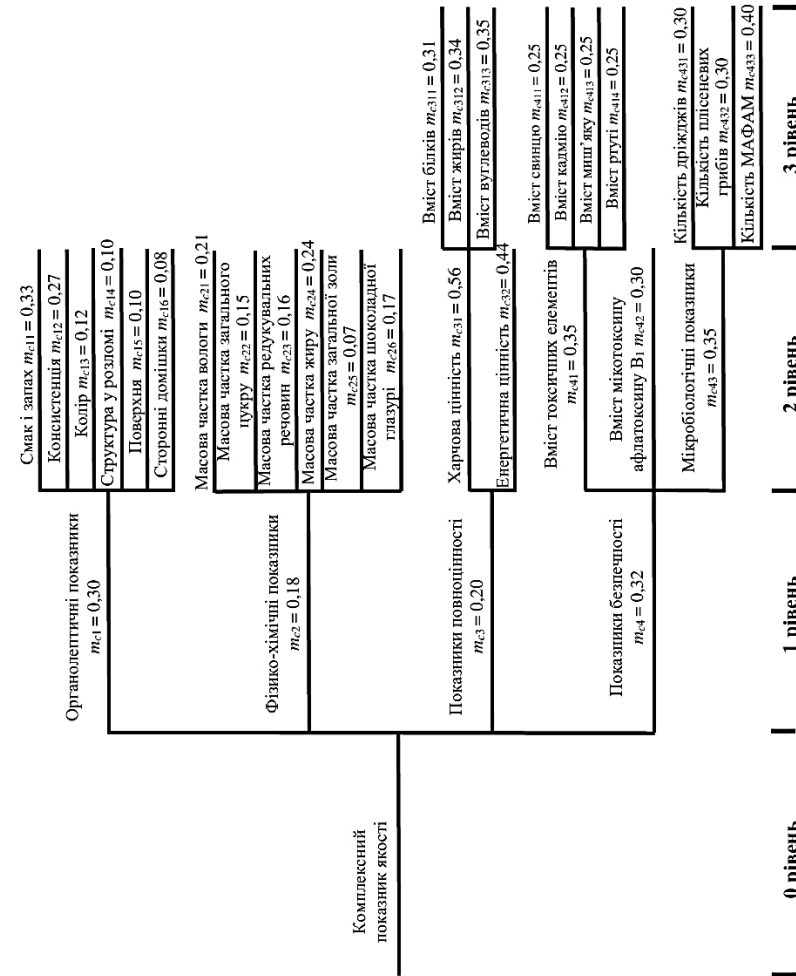 Комплексний
показник якості
Органолептичні показники
mc1 = 0,30
Фізико-хімічні показники
mc2 = 0,18
Показники повноцінності
mc3 = 0,20
Показники безпечності
mc4 = 0,32
Смак і запах mc11 = 0,33
Консистенція mc12 = 0,27
Колір mc13 = 0,12
Структура у розломі mc14 = 0,10
Поверхня mc15 = 0,10
Сторонні домішки mc16 = 0,08
Масова частка вологи mc21 = 0,21
Масова частка загального
цукру mc22 = 0,15
Масова частка редукувальних
речовин mc23 = 0,16
Масова частка жиру mc24 = 0,24
Масова частка загальної золи
mc25 = 0,07
Масова частка шоколадної
глазурі mc26 = 0,17
Харчова цінність mc31 = 0,56
Енергетична цінність mc32= 0,44
Вміст токсичних елементів
mc41 = 0,35
Вміст мікотоксину
афлатоксину В₁ mc42 = 0,30
Мікробіологічні показники
mc43 = 0,35
Вміст білків mc311 = 0,31
Вміст жирів mc312 = 0,34
Вміст вуглеводів mc313 = 0,35
Вміст свинцю mc411 = 0,25
Вміст кадмію mc412 = 0,25
Вміст миш’яку mc413 = 0,25
Вміст ртуті mc414 = 0,25
Кількість дріжджів mc431 = 0,30
Кількість плісеневих
грибів mc432 = 0,30
Кількість МАФАМ mc433 = 0,40
0 рівень
1 рівень
2 рівень
3 рівень